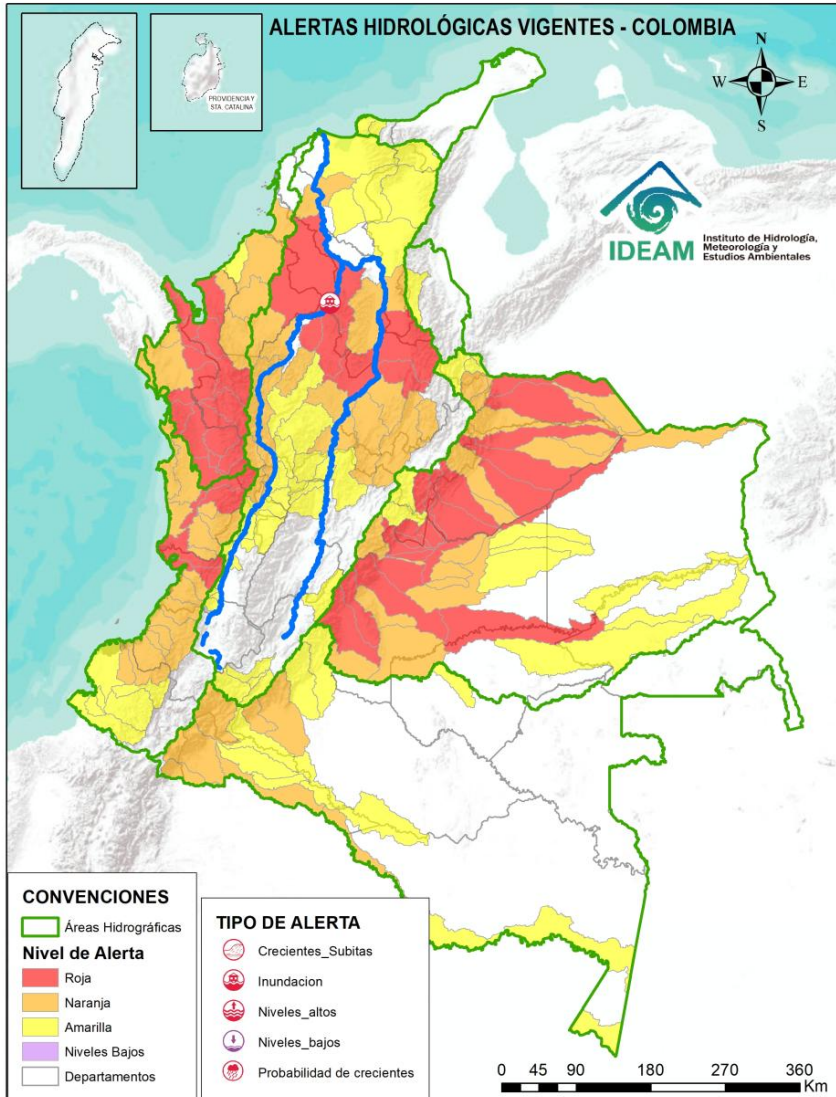 ALERTAS HIDROLÓGICAS VIGENTES - COLOMBIA
PROVIDENCIA Y
STA. CATALINA
N
W
E
S
IDEAM
Instituto de Hidrología,
Meteorología y
Estudios Ambientales
CONVENCIONES
Áreas Hidrográficas
Nivel de Alerta
Roja
Naranja
Amarilla
Niveles Bajos
Departamentos
TIPO DE ALERTA
Crecientes_Subitas
Inundacion
Niveles_altos
Niveles_bajos
Probabilidad de crecientes
0 45 90 180 270 360
Km